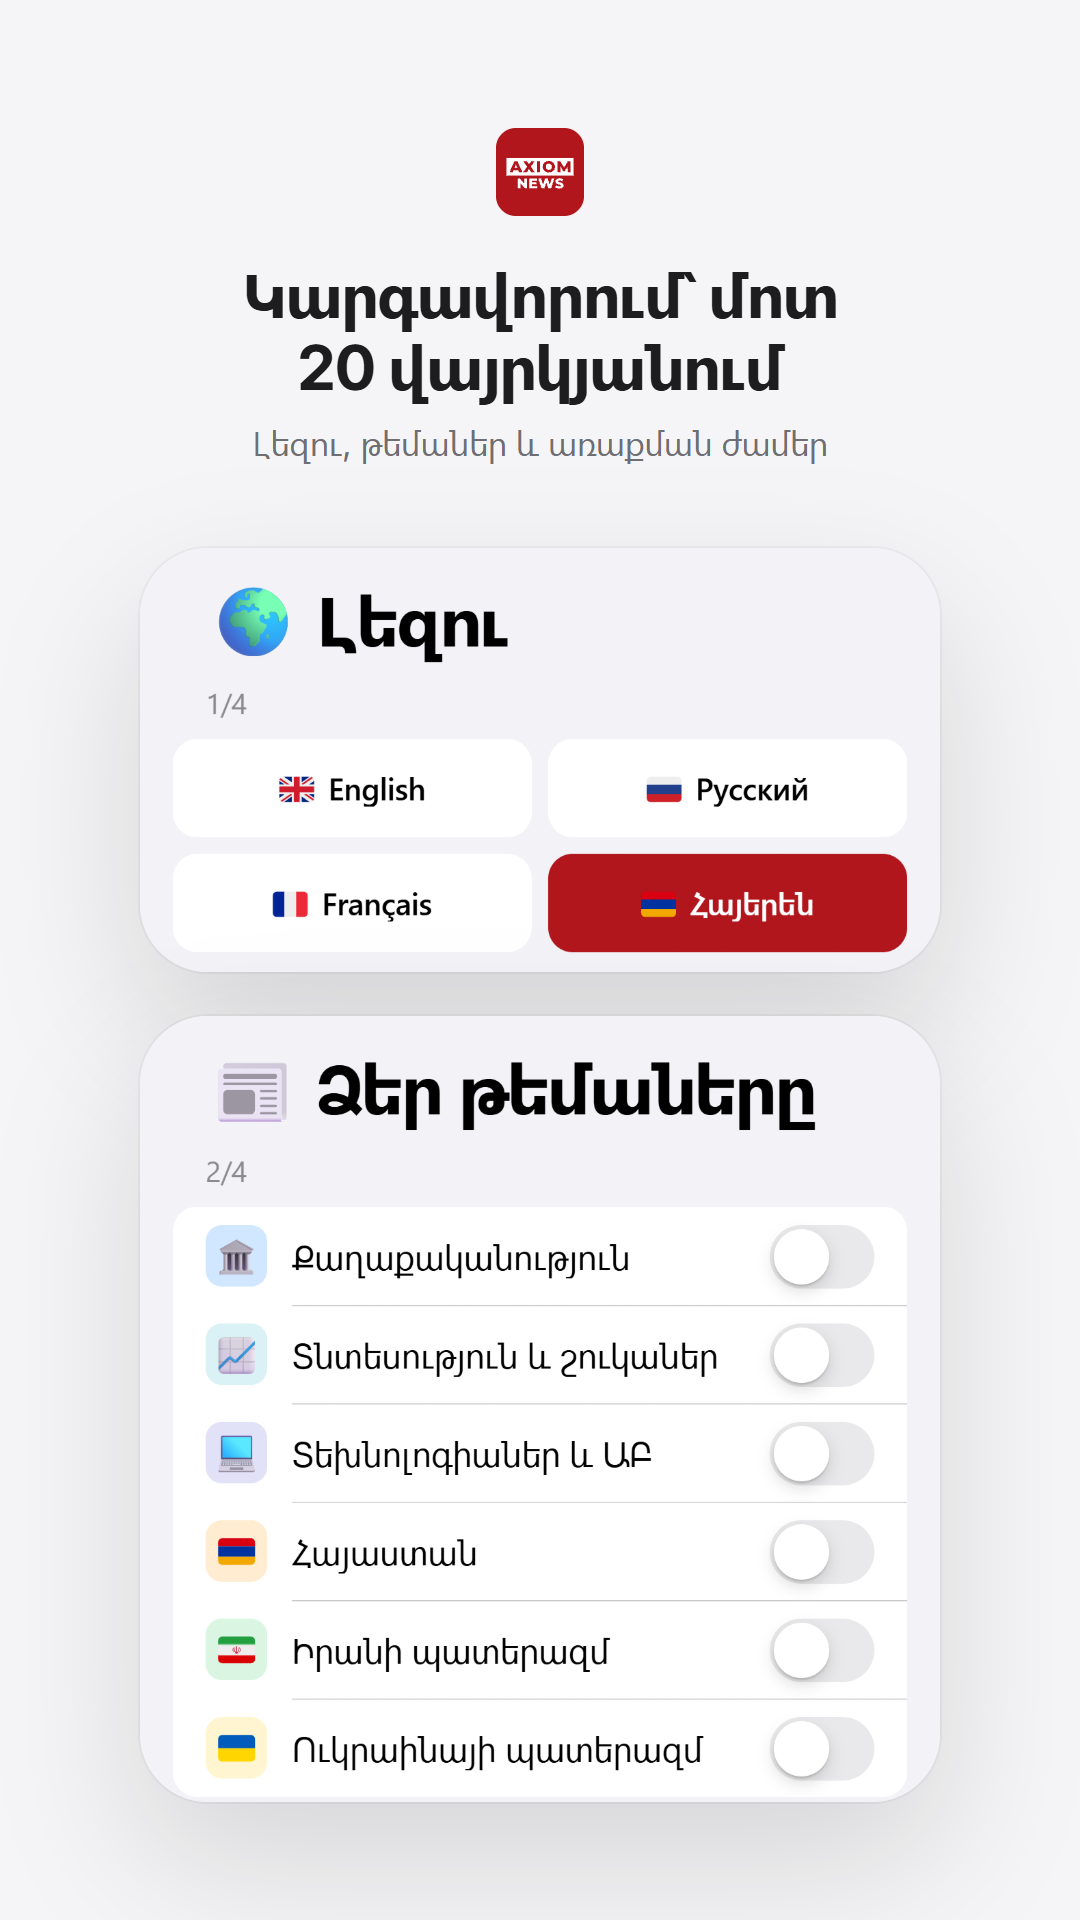 AXIOM
NEWS
Կարգավորում՝ մոտ
20 վայրկյանում
Լեզու, թեմաներ և առաքման ժամեր
Լեզու
1/4
English
Русский
Français
Հայերեն
Ձեր թեմաները
2/4
Քաղաքականություն
Տնտեսություն և շուկաներ
Տեխնոլոգիաներ և ԱԲ
Հայաստան
Իրանի պատերազմ
Ուկրաինայի պատերազմ